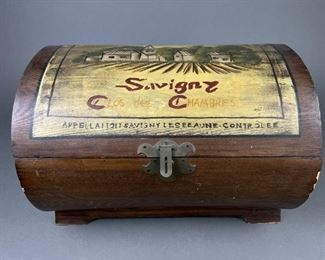 Savigny
Clos des Chambres
APPELLATION SAVIGNY LES BEAUNE CONTROLEE